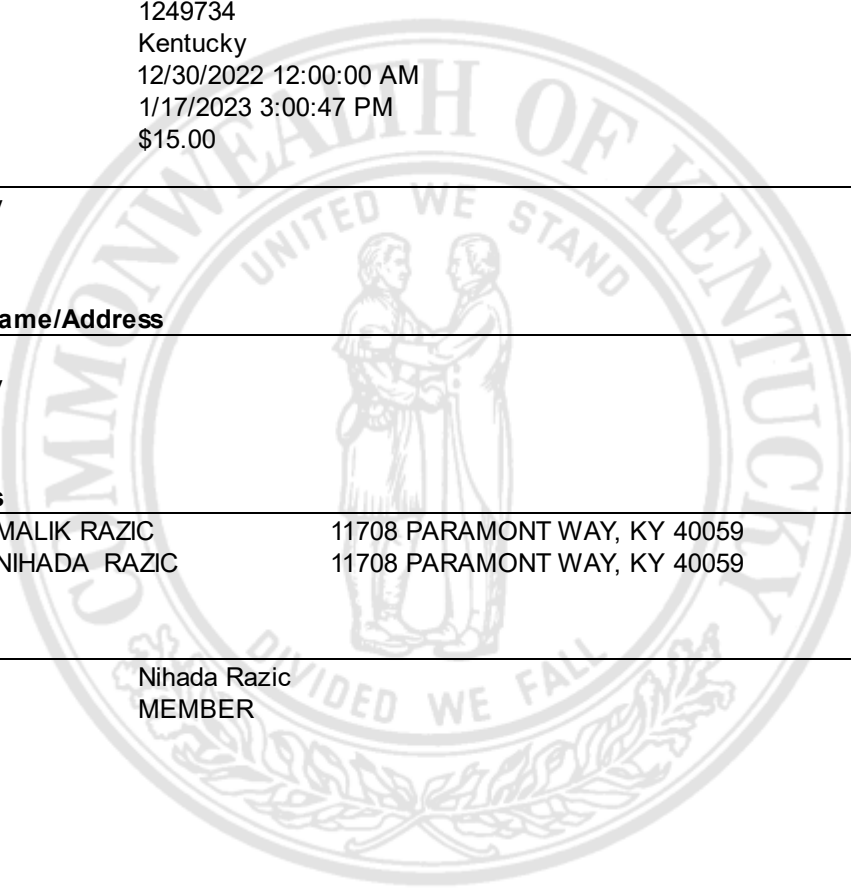 1249734
Kentucky
12/30/2022 12:00:00 AM
1/17/2023 3:00:47 PM
$15.00
ame/Address
MALIK RAZIC 11708 PARAMONT WAY, KY 40059
NIHADA RAZIC 11708 PARAMONT WAY, KY 40059
Nihada Razic
MEMBER
COMMONWEALTH OF KENTUCKY
UNITED WE STAND
DIVIDED WE FALL